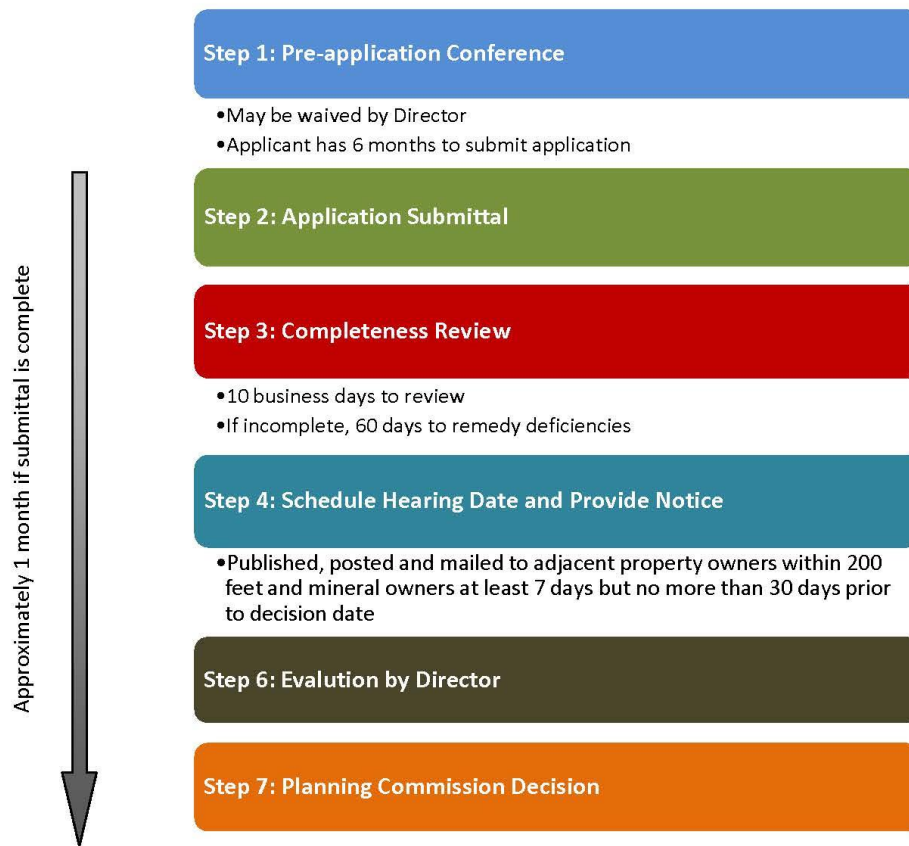 Step 1: Pre-application Conference
•May be waived by Director
•Applicant has 6 months to submit application
Step 2: Application Submittal
Step 3: Completeness Review
•10 business days to review
•If incomplete, 60 days to remedy deficiencies
Step 4: Schedule Hearing Date and Provide Notice
•Published, posted and mailed to adjacent property owners within 200
feet and mineral owners at least 7 days but no more than 30 days prior
to decision date
Step 6: Evalution by Director
Step 7: Planning Commission Decision
Approximately 1 month if submittal is complete